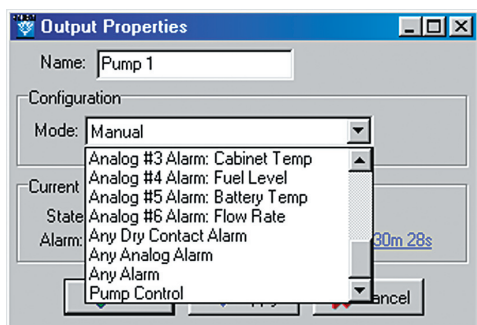 Output Properties
Name: Pump 1
Configuration
Mode: Manual
Analog #3 Alarm: Cabinet Temp
Analog #4 Alarm: Fuel Level
Current
Analog #5 Alarm: Battery Temp
State
Analog #6 Alarm: Flow Rate
Alarm:
Any Dry Contact Alarm
30m 28s
Any Analog Alarm
Any Alarm
Pump Control